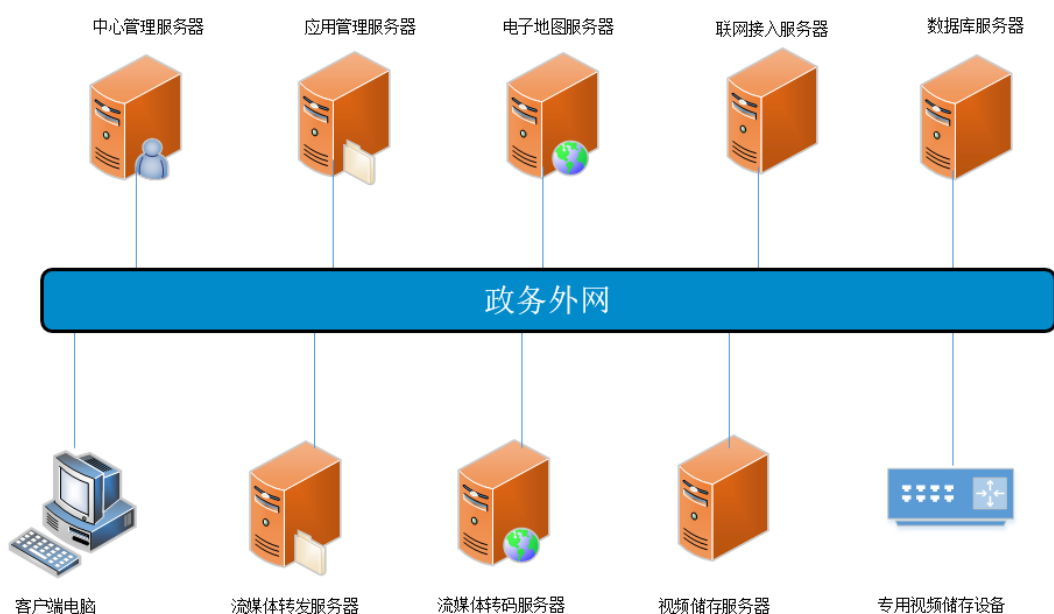 中心管理服务器
应用管理服务器
电子地图服务器
联网接入服务器
数据库服务器
政务外网
客户端电脑
流媒体转发服务器
流媒体转码服务器
视频储存服务器
专用视频储存设备